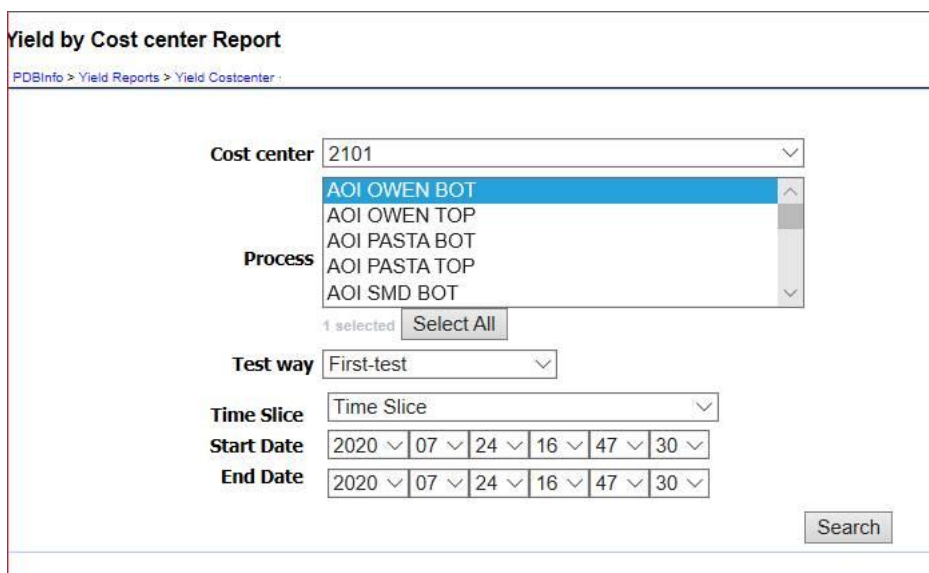 Yield by Cost center Report
PDBInfo > Yield Reports > Yield Costcenter
Cost center 2101
AOI OWEN BOT
AOI OWEN TOP
AOI PASTA BOT
Process
AOI PASTA TOP
AOI SMD BOT
1 selected Select All
Test way First-test
Time Slice Time Slice
Start Date 2020 07 24 16 47 30
End Date 2020 07 24 16 47 30
Search